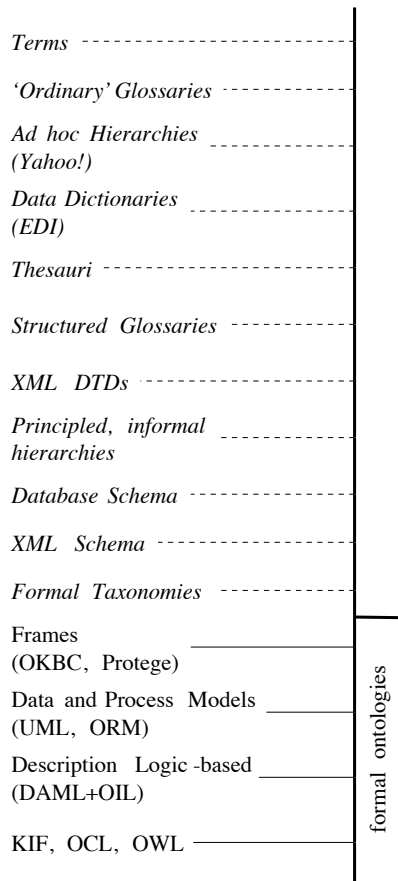 Terms
‘Ordinary’ Glossaries
Ad hoc Hierarchies
(Yahoo!)
Data Dictionaries
(EDI)
Thesauri
Structured Glossaries
XML DTDs
Principled, informal
hierarchies
Database Schema
XML Schema
Formal Taxonomies
Frames
(OKBC, Protege)
Data and Process Models
(UML, ORM)
Description Logic-based
(DAML+OIL)
KIF, OCL, OWL
formal ontologies